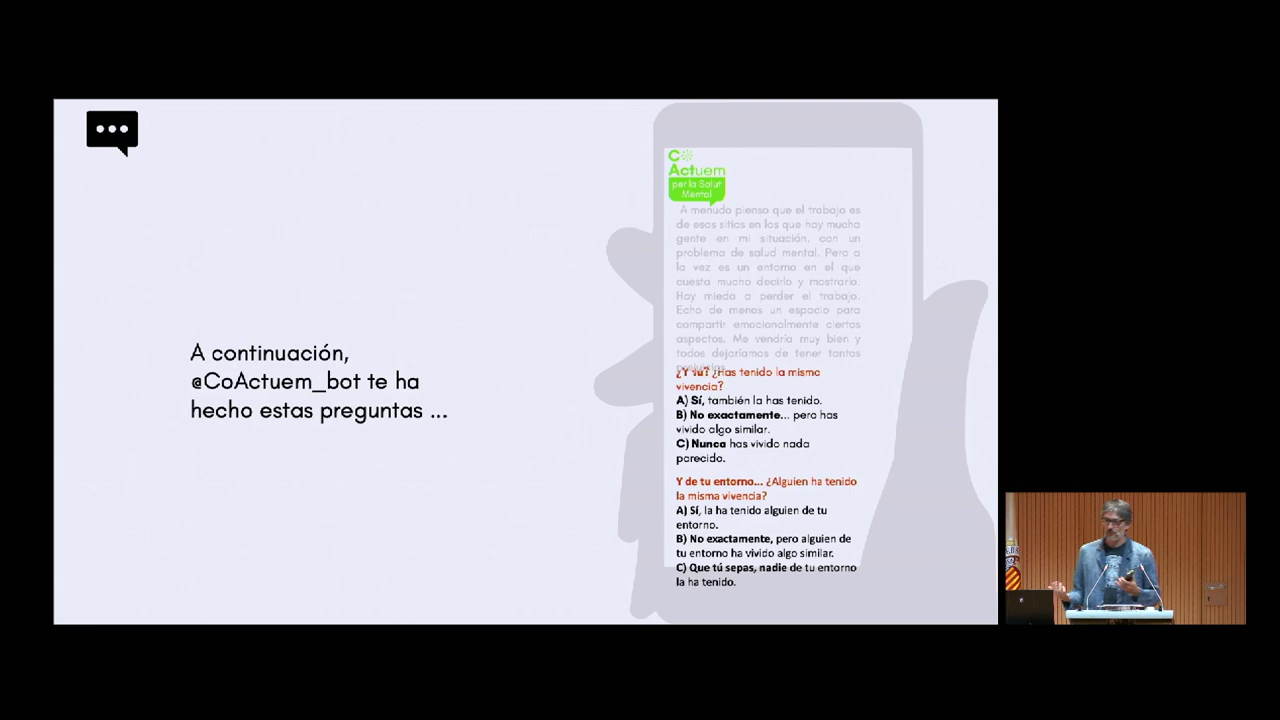 A continuación,
@CoActuem_bot te ha
hecho estas preguntas ...
C
Actuem
per la Salut
Mental
A menudo pienso que el trabajo es
de esos sitios en los que hay mucha
gente en mi situación, con un
problema de salud mental. Pero a
la vez es un entorno en el que
cuesta mucho decirlo y mostrarlo.
Hay miedo a perder el trabajo.
Echo de menos un espacio para
compartir emocionalmente ciertos
aspectos. Me vendría muy bien y
todos dejaríamos de tener tantos
¿Y tú? ¿Has tenido la misma
vivencia?
A) Sí, también la has tenido.
B) No exactamente... pero has
vivido algo similar.
C) Nunca has vivido nada
parecido.
Y de tu entorno... ¿Alguien ha tenido
la misma vivencia?
A) Sí, la ha tenido alguien de tu
entorno.
B) No exactamente, pero alguien de
tu entorno ha vivido algo similar.
C) Que tú sepas, nadie de tu entorno
la ha tenido.